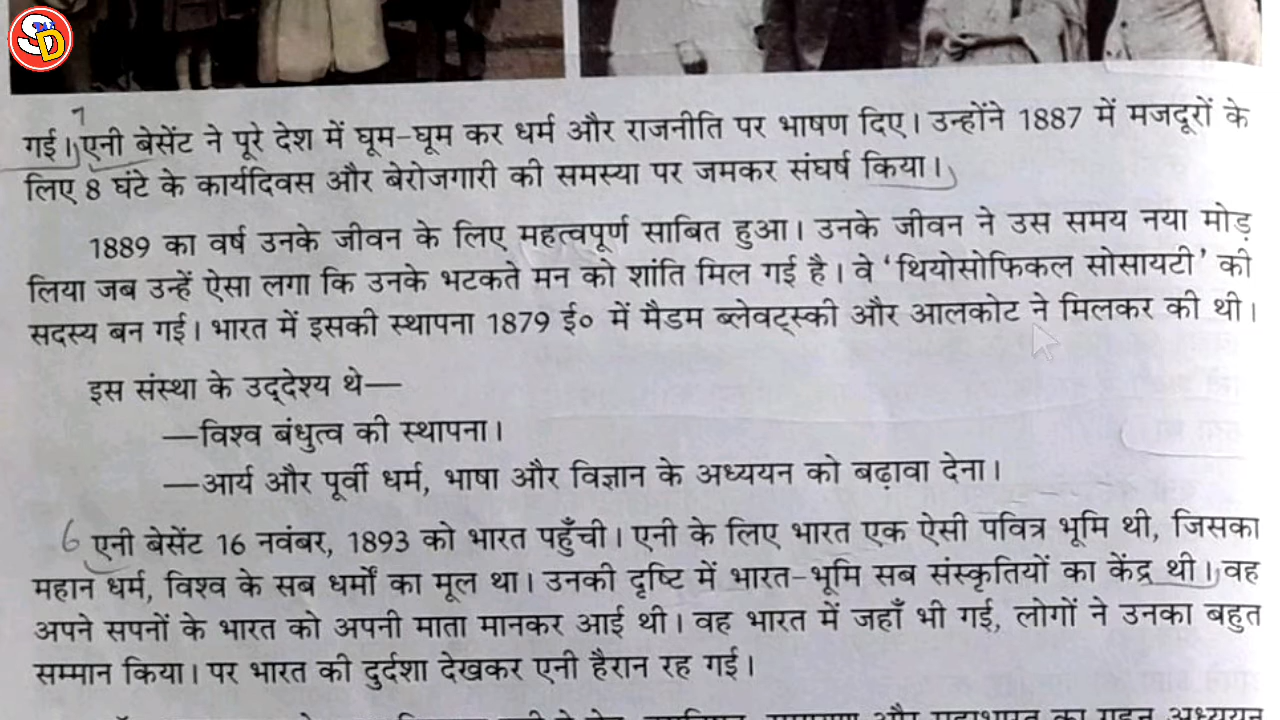 SD
7
गई। एनी बेसेंट ने पूरे देश में घूम-घूम कर धर्म और राजनीति पर भाषण दिए। उन्होंने 1887 में मजदूरों के
लिए 8 घंटे के कार्यदिवस और बेरोजगारी की समस्या पर जमकर संघर्ष किया।
1889 का वर्ष उनके जीवन के लिए महत्वपूर्ण साबित हुआ। उनके जीवन ने उस समय नया मोड़
लिया जब उन्हें ऐसा लगा कि उनके भटकते मन को शांति मिल गई है। वे ‘थियोसोफिकल सोसायटी’ की
सदस्य बन गई। भारत में इसकी स्थापना 1879 ई० में मैडम ब्लेवट्स्की और आलकोट ने मिलकर की थी।
इस संस्था के उद्देश्य थे—
—विश्व बंधुत्व की स्थापना।
—आर्य और पूर्वी धर्म, भाषा और विज्ञान के अध्ययन को बढ़ावा देना।
6 एनी बेसेंट 16 नवंबर, 1893 को भारत पहुँची। एनी के लिए भारत एक ऐसी पवित्र भूमि थी, जिसका
महान धर्म, विश्व के सब धर्मों का मूल था। उनकी दृष्टि में भारत-भूमि सब संस्कृतियों का केंद्र थी। वह
अपने सपनों के भारत को अपनी माता मानकर आई थी। वह भारत में जहाँ भी गई, लोगों ने उनका बहुत
सम्मान किया। पर भारत की दुर्दशा देखकर एनी हैरान रह गई।